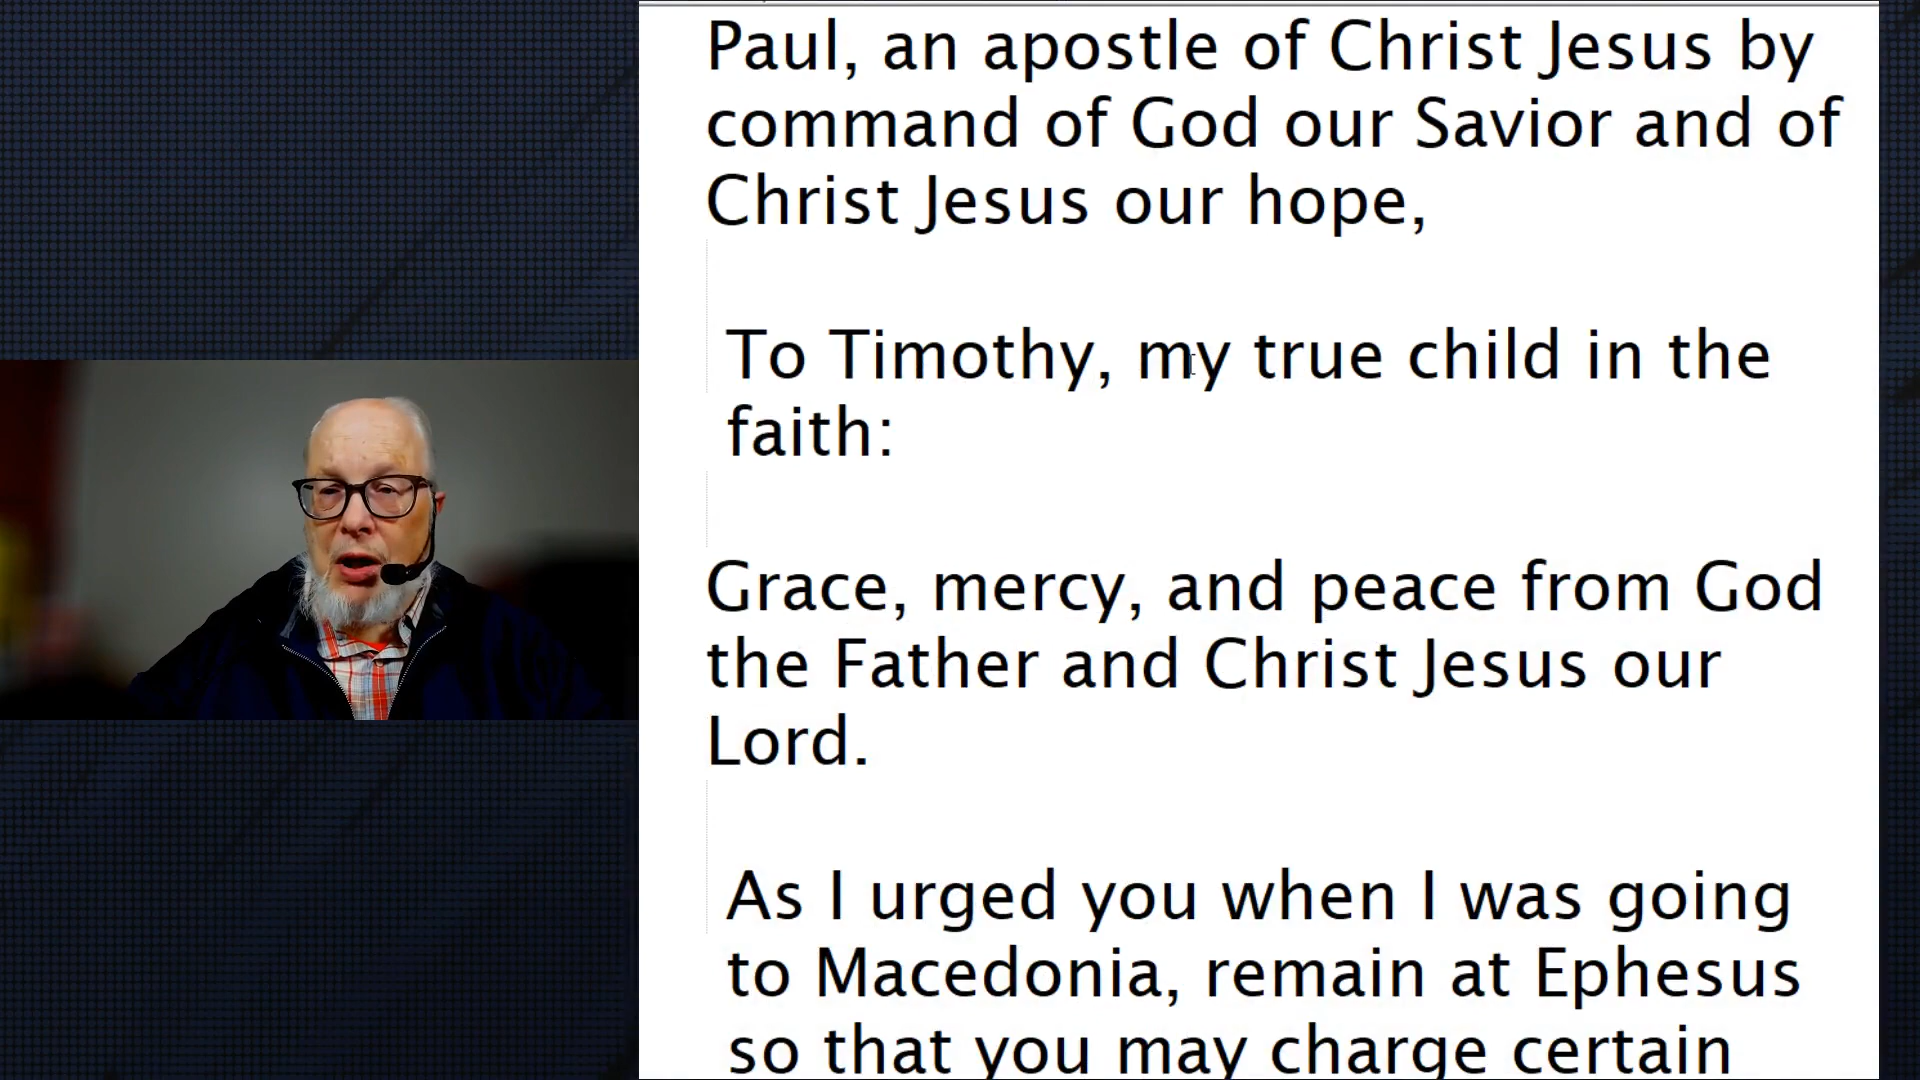 Paul, an apostle of Christ Jesus by
command of God our Savior and of
Christ Jesus our hope,
To Timothy, my true child in the
faith:
Grace, mercy, and peace from God
the Father and Christ Jesus our
Lord.
As I urged you when I was going
to Macedonia, remain at Ephesus
so that you may charge certain